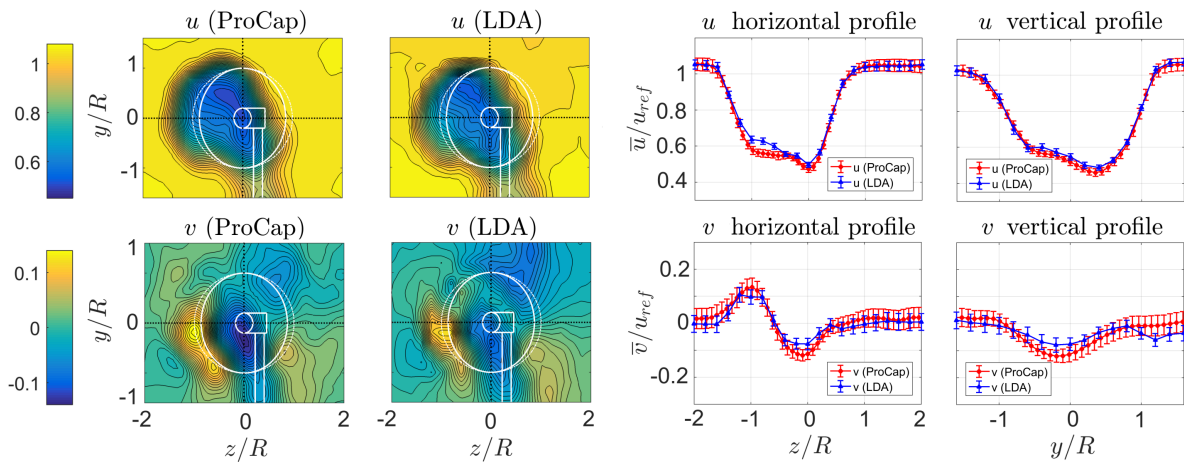 u (ProCap)
u (LDA)
u horizontal profile
u vertical profile
1
0.8
0.6
y/R
1
0
-1
u̅/u_ref
1
0.8
0.6
0.4
u (ProCap)
u (LDA)
u (ProCap)
u (LDA)
v (ProCap)
v (LDA)
v horizontal profile
v vertical profile
0.1
0
-0.1
y/R
1
0
-1
-2 0 2
z/R
-2 0 2
z/R
v̅/u_ref
0.2
0
-0.2
v (ProCap)
v (LDA)
-2 -1 0 1 2
z/R
v (ProCap)
v (LDA)
-1 0 1
y/R